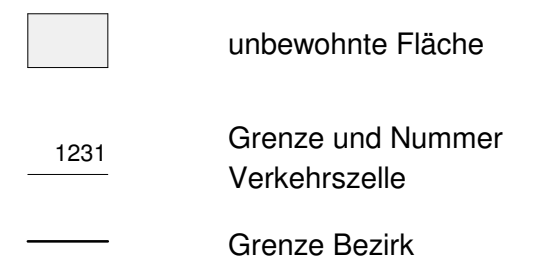 unbewohnte Fläche
1231
Grenze und Nummer
Verkehrszelle
Grenze Bezirk